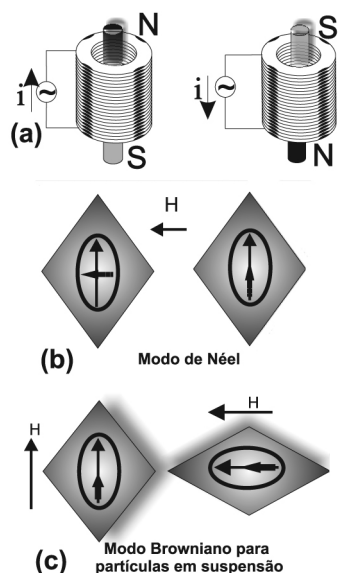 N
S
i
~
i
~
(a)
S
N
H
(b)
Modo de Néel
H
H
(c)
Modo Browniano para
partículas em suspensão